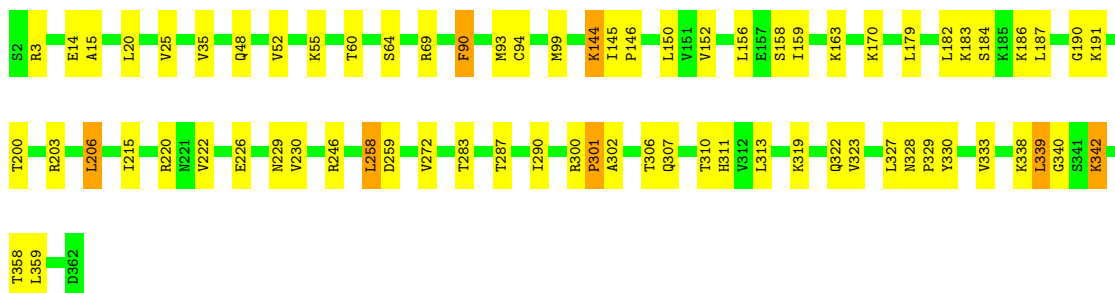 S2 R3 E14 A15 L20 V25 V35 Q48 V52 K55 T60 S64 R69 F90 M93 C94 M99 K144 I145 P146 L150 V151 V152 L156 E157 S158 I159 K163 K170 L179 L182 K183 S184 K185 K186 L187 G190 K191
T200 R203 L206 I215 R220 N221 V222 E226 N229 V230 R246 L258 D259 V272 T283 T287 I290 R300 P301 A302 T306 Q307 T310 H311 V312 L313 K319 Q322 V323 L327 N328 P329 Y330 V333 K338 L339 G340 S341 K342
T358 L359 D362